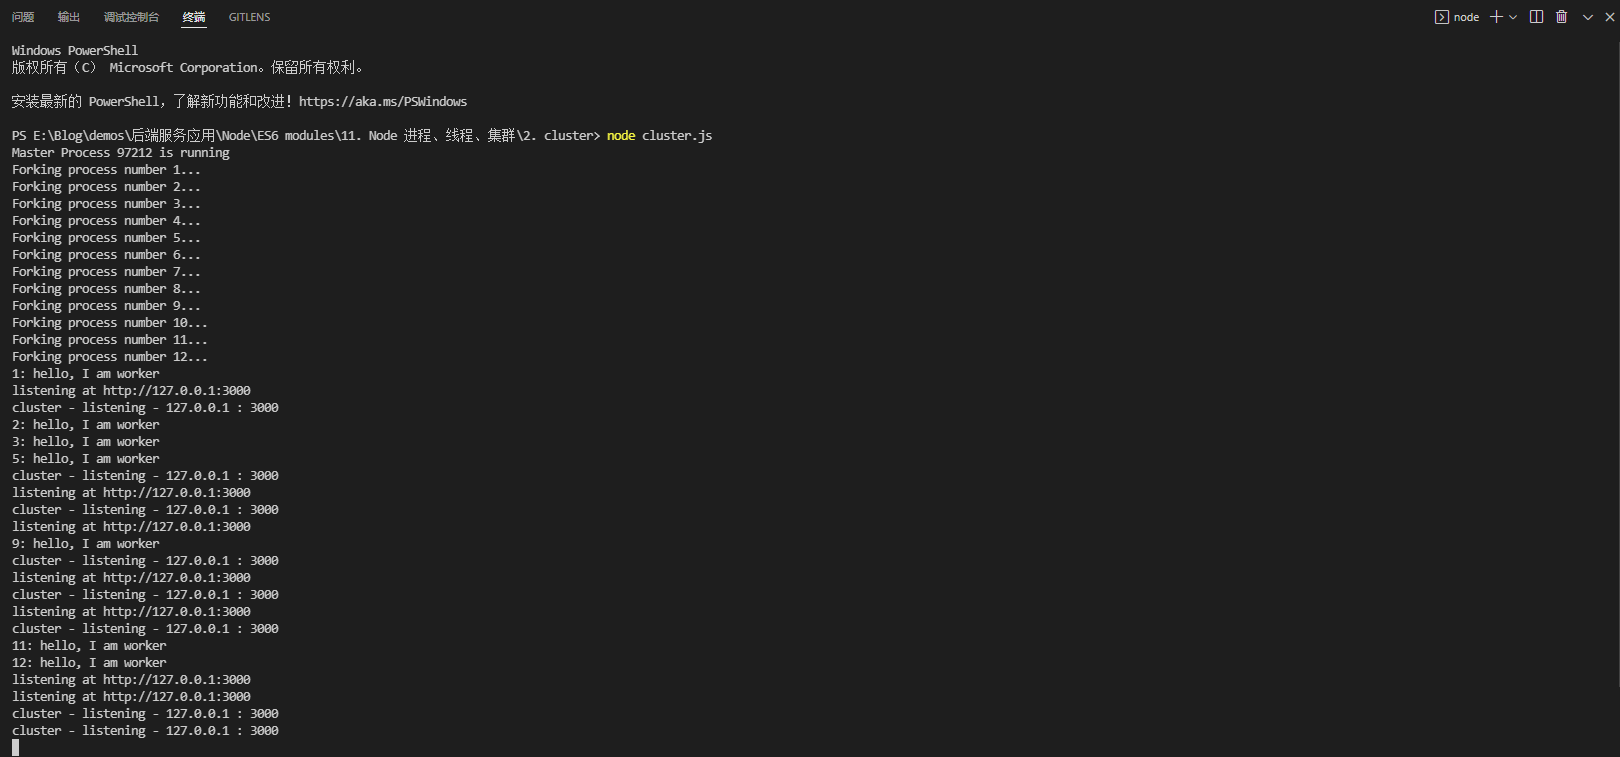 问题 输出 调试控制台 终端 GITLENS node
Windows PowerShell
版权所有（C） Microsoft Corporation。保留所有权利。
安装最新的 PowerShell，了解新功能和改进！https://aka.ms/PSWindows
PS E:\Blog\demos\后端服务应用\Node\ES6 modules\11. Node 进程、线程、集群\2. cluster> node cluster.js
Master Process 97212 is running
Forking process number 1...
Forking process number 2...
Forking process number 3...
Forking process number 4...
Forking process number 5...
Forking process number 6...
Forking process number 7...
Forking process number 8...
Forking process number 9...
Forking process number 10...
Forking process number 11...
Forking process number 12...
1: hello, I am worker
listening at http://127.0.0.1:3000
cluster - listening - 127.0.0.1 : 3000
2: hello, I am worker
3: hello, I am worker
5: hello, I am worker
cluster - listening - 127.0.0.1 : 3000
listening at http://127.0.0.1:3000
cluster - listening - 127.0.0.1 : 3000
listening at http://127.0.0.1:3000
9: hello, I am worker
cluster - listening - 127.0.0.1 : 3000
listening at http://127.0.0.1:3000
cluster - listening - 127.0.0.1 : 3000
listening at http://127.0.0.1:3000
cluster - listening - 127.0.0.1 : 3000
11: hello, I am worker
12: hello, I am worker
listening at http://127.0.0.1:3000
listening at http://127.0.0.1:3000
cluster - listening - 127.0.0.1 : 3000
cluster - listening - 127.0.0.1 : 3000